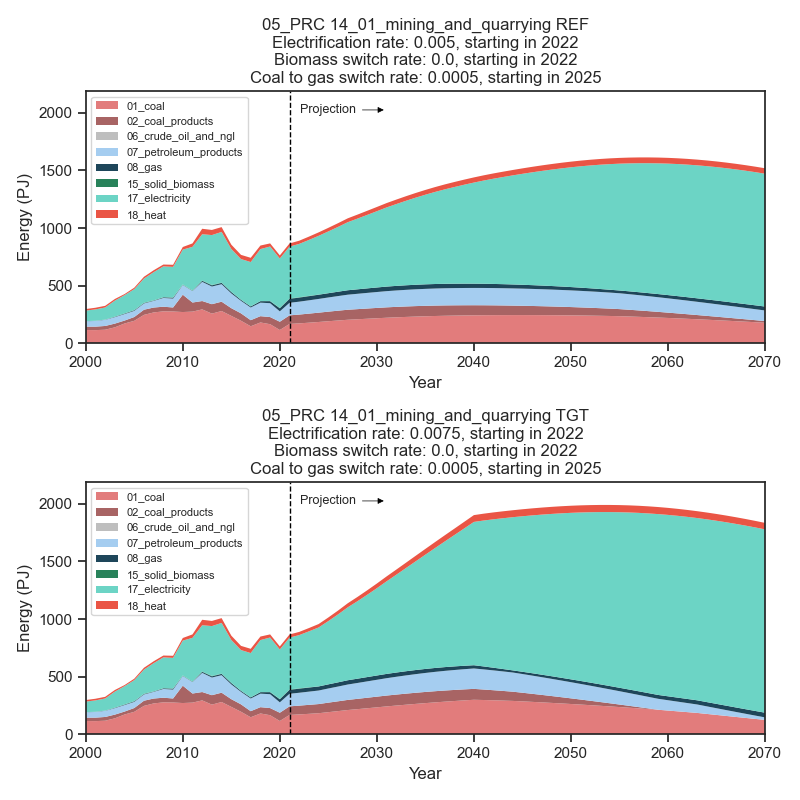 05_PRC 14_01_mining_and_quarrying REF
Electrification rate: 0.005, starting in 2022
Biomass switch rate: 0.0, starting in 2022
Coal to gas switch rate: 0.0005, starting in 2025
2000
1500
1000
500
0
Energy (PJ)
01_coal
02_coal_products
06_crude_oil_and_ngl
07_petroleum_products
08_gas
15_solid_biomass
17_electricity
18_heat
Projection
2000 2010 2020 2030 2040 2050 2060 2070
Year
05_PRC 14_01_mining_and_quarrying TGT
Electrification rate: 0.0075, starting in 2022
Biomass switch rate: 0.0, starting in 2022
Coal to gas switch rate: 0.0005, starting in 2025
2000
1500
1000
500
0
Energy (PJ)
01_coal
02_coal_products
06_crude_oil_and_ngl
07_petroleum_products
08_gas
15_solid_biomass
17_electricity
18_heat
Projection
2000 2010 2020 2030 2040 2050 2060 2070
Year